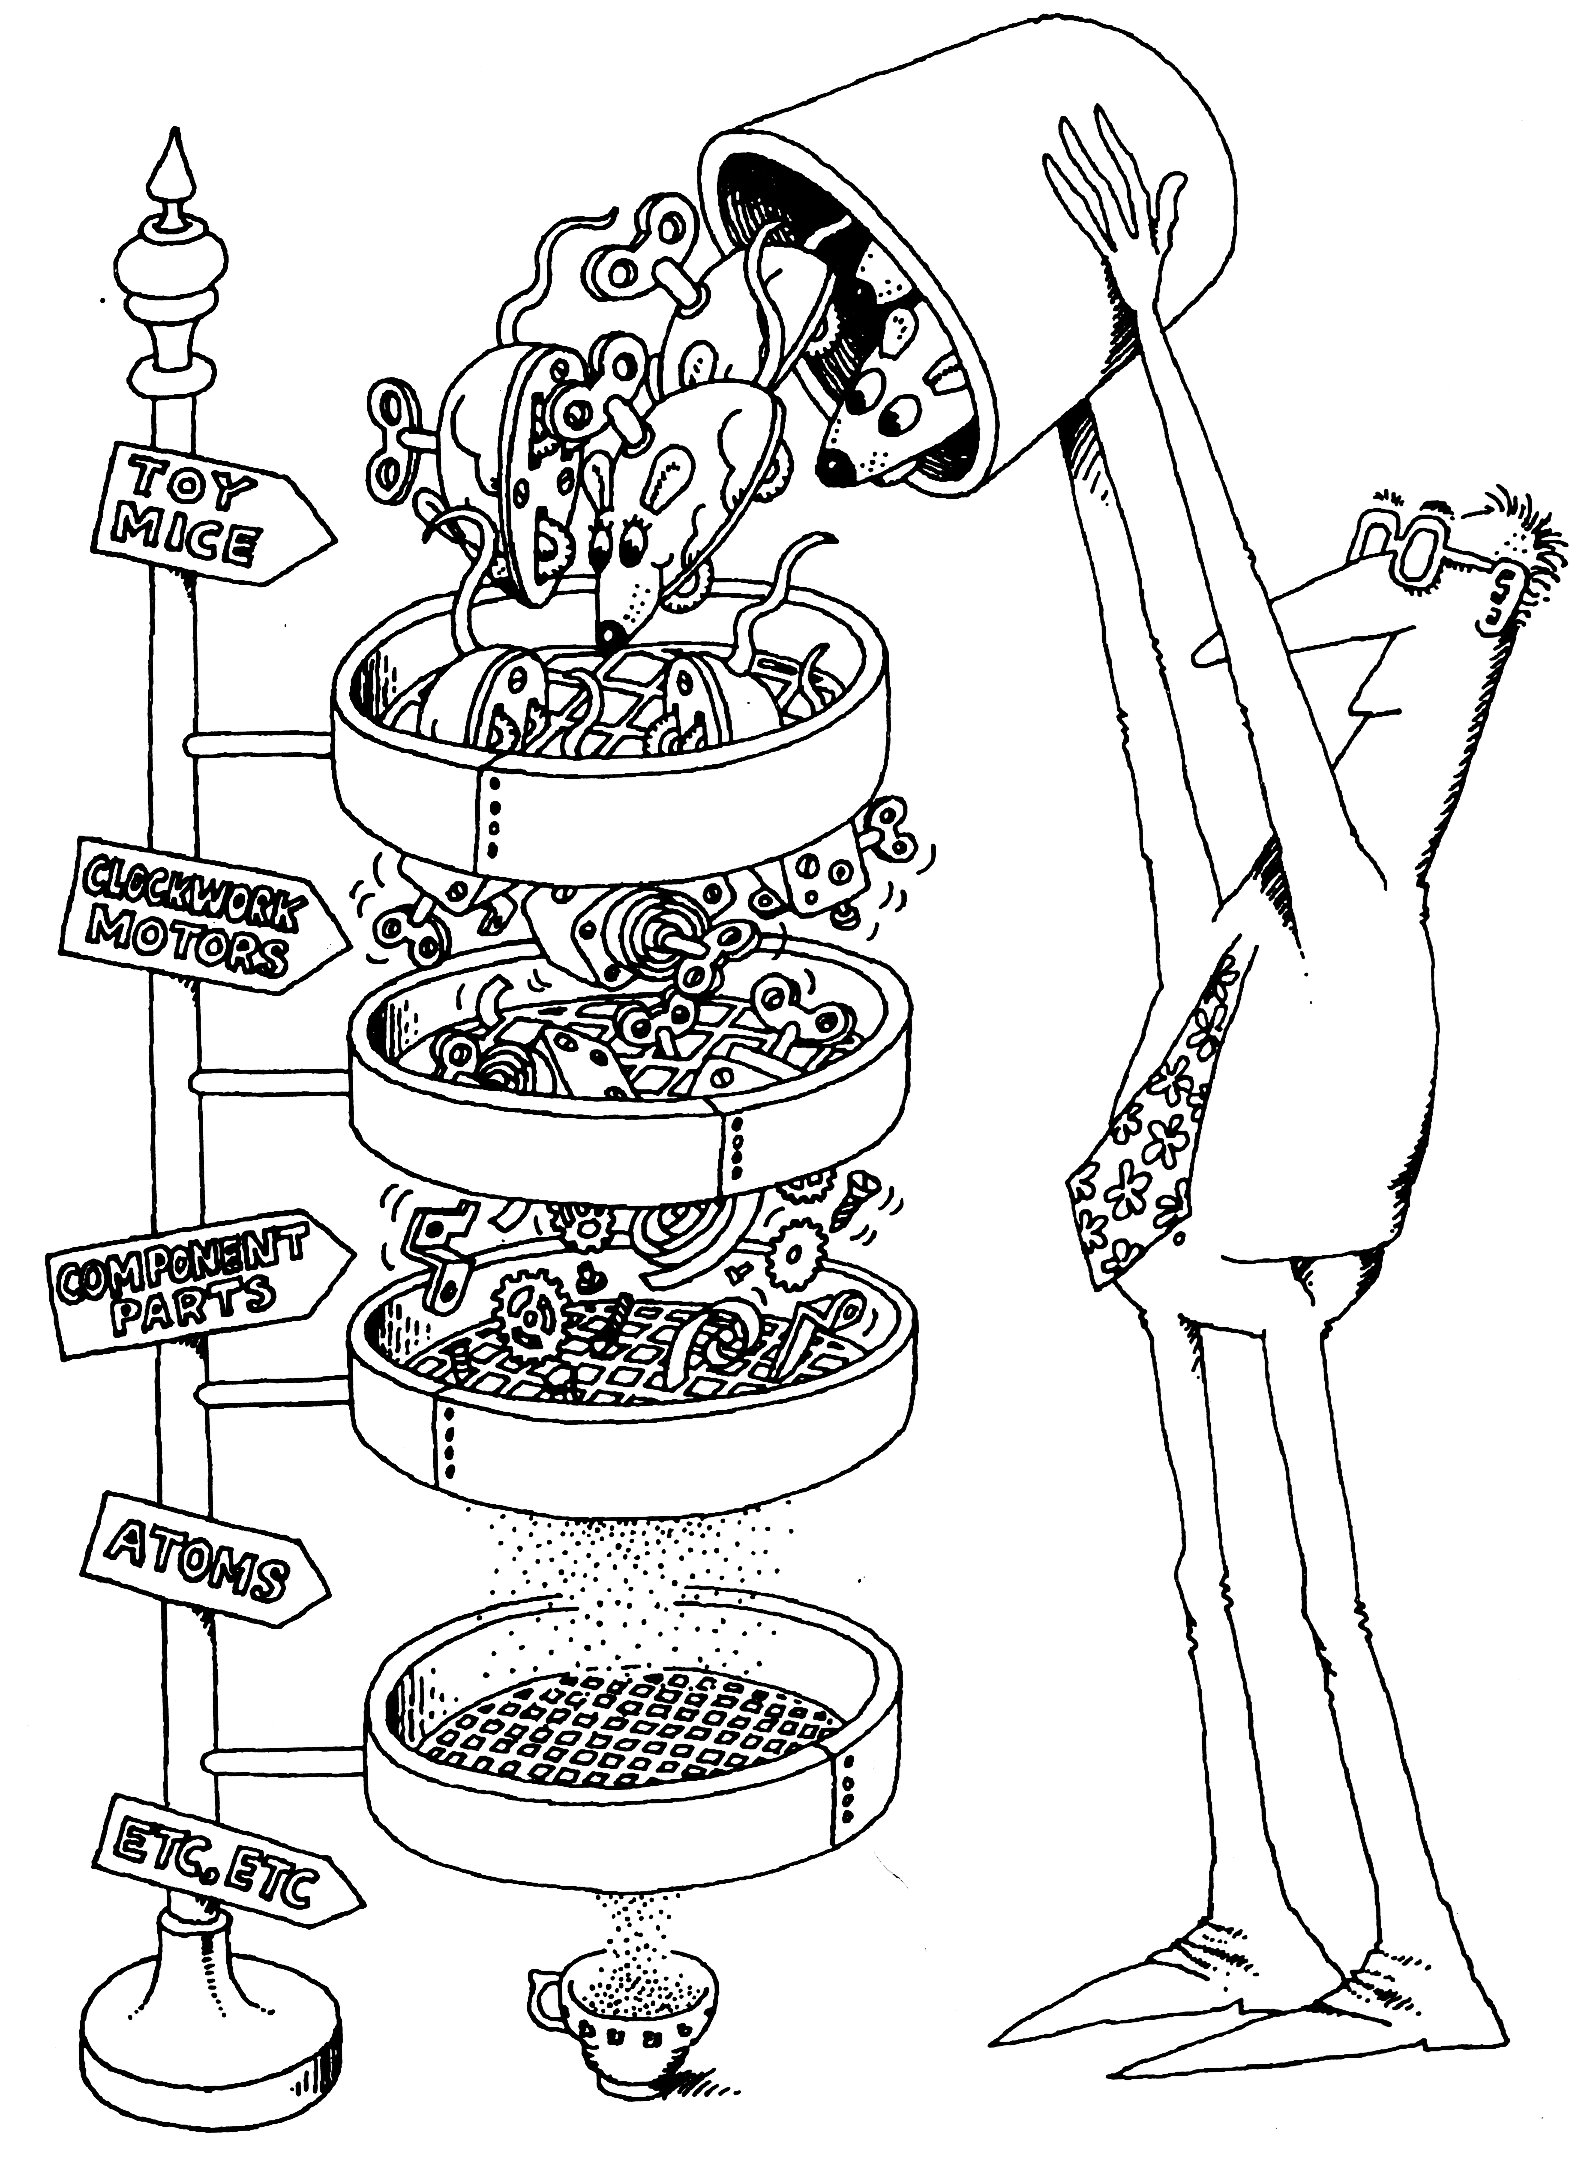 TOY
MICE
CLOCKWORK
MOTORS
COMPONENT
PARTS
ATOMS
ETC. ETC